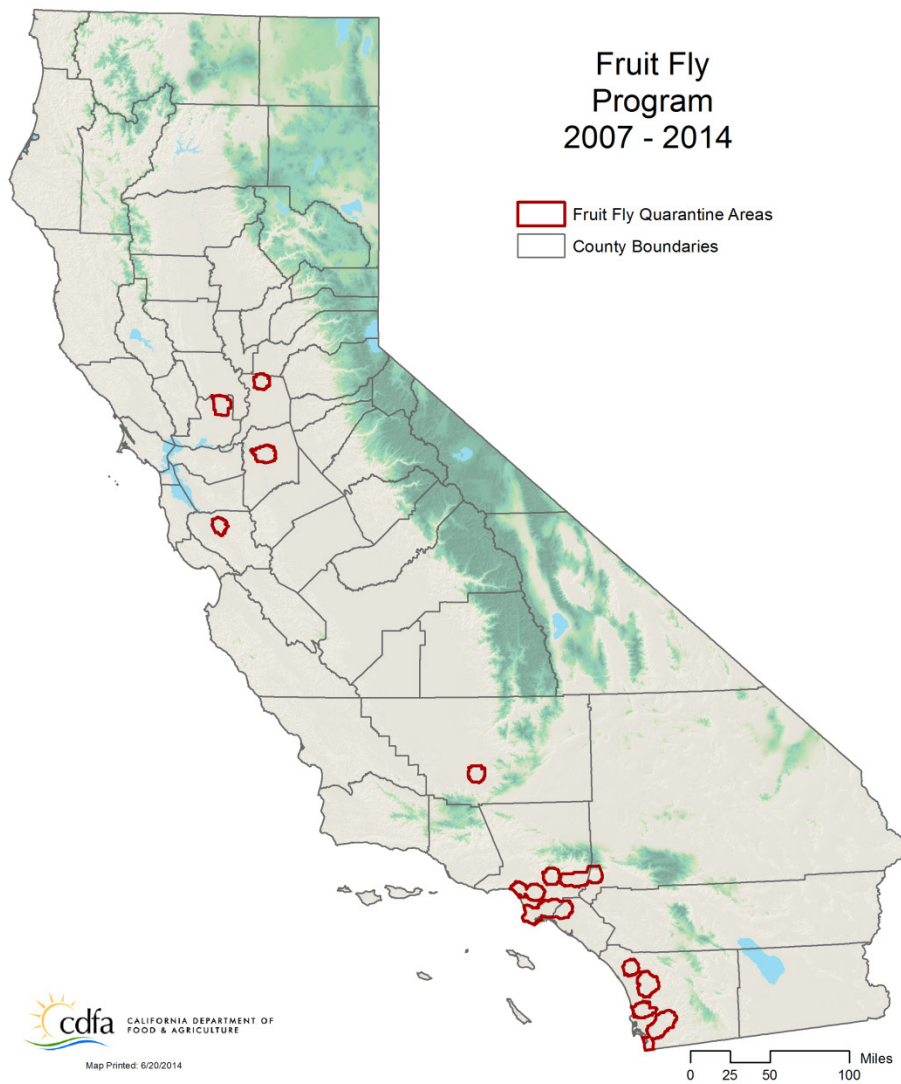 Fruit Fly
Program
2007 - 2014
Fruit Fly Quarantine Areas
County Boundaries
cdfa
CALIFORNIA DEPARTMENT OF
FOOD & AGRICULTURE
Map Printed: 6/20/2014
Miles
0 25 50 100